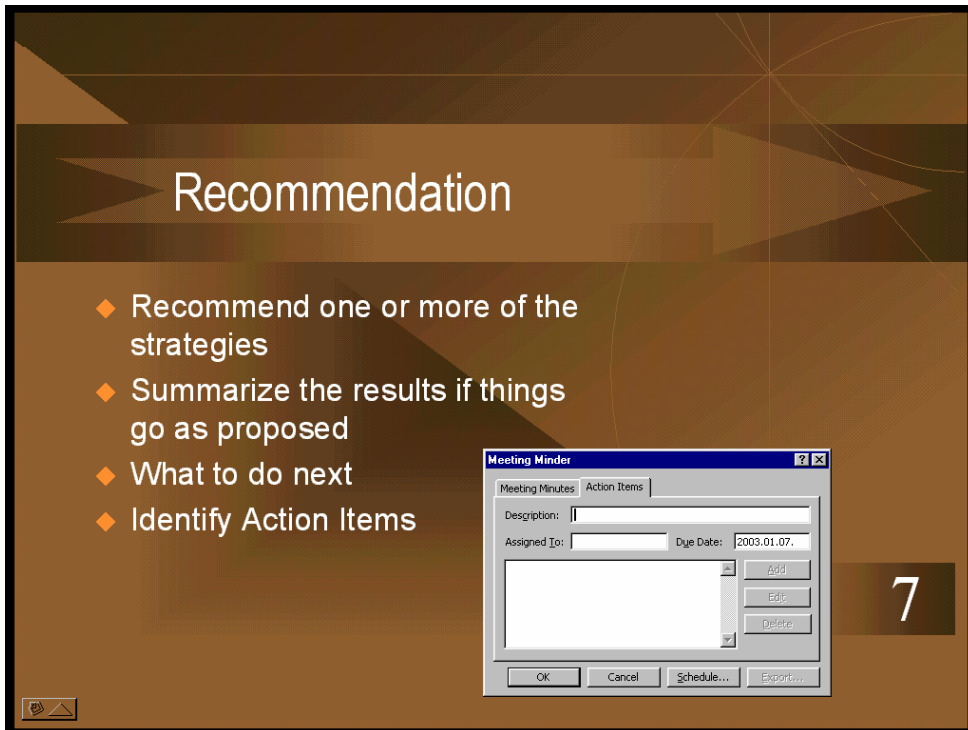 Recommendation
Recommend one or more of the
strategies
Summarize the results if things
go as proposed
What to do next
Identify Action Items
Meeting Minder
Meeting Minutes Action Items
Description:
Assigned To: Due Date: 2003.01.07.
Add
Edit
Delete
OK Cancel Schedule... Export...
7